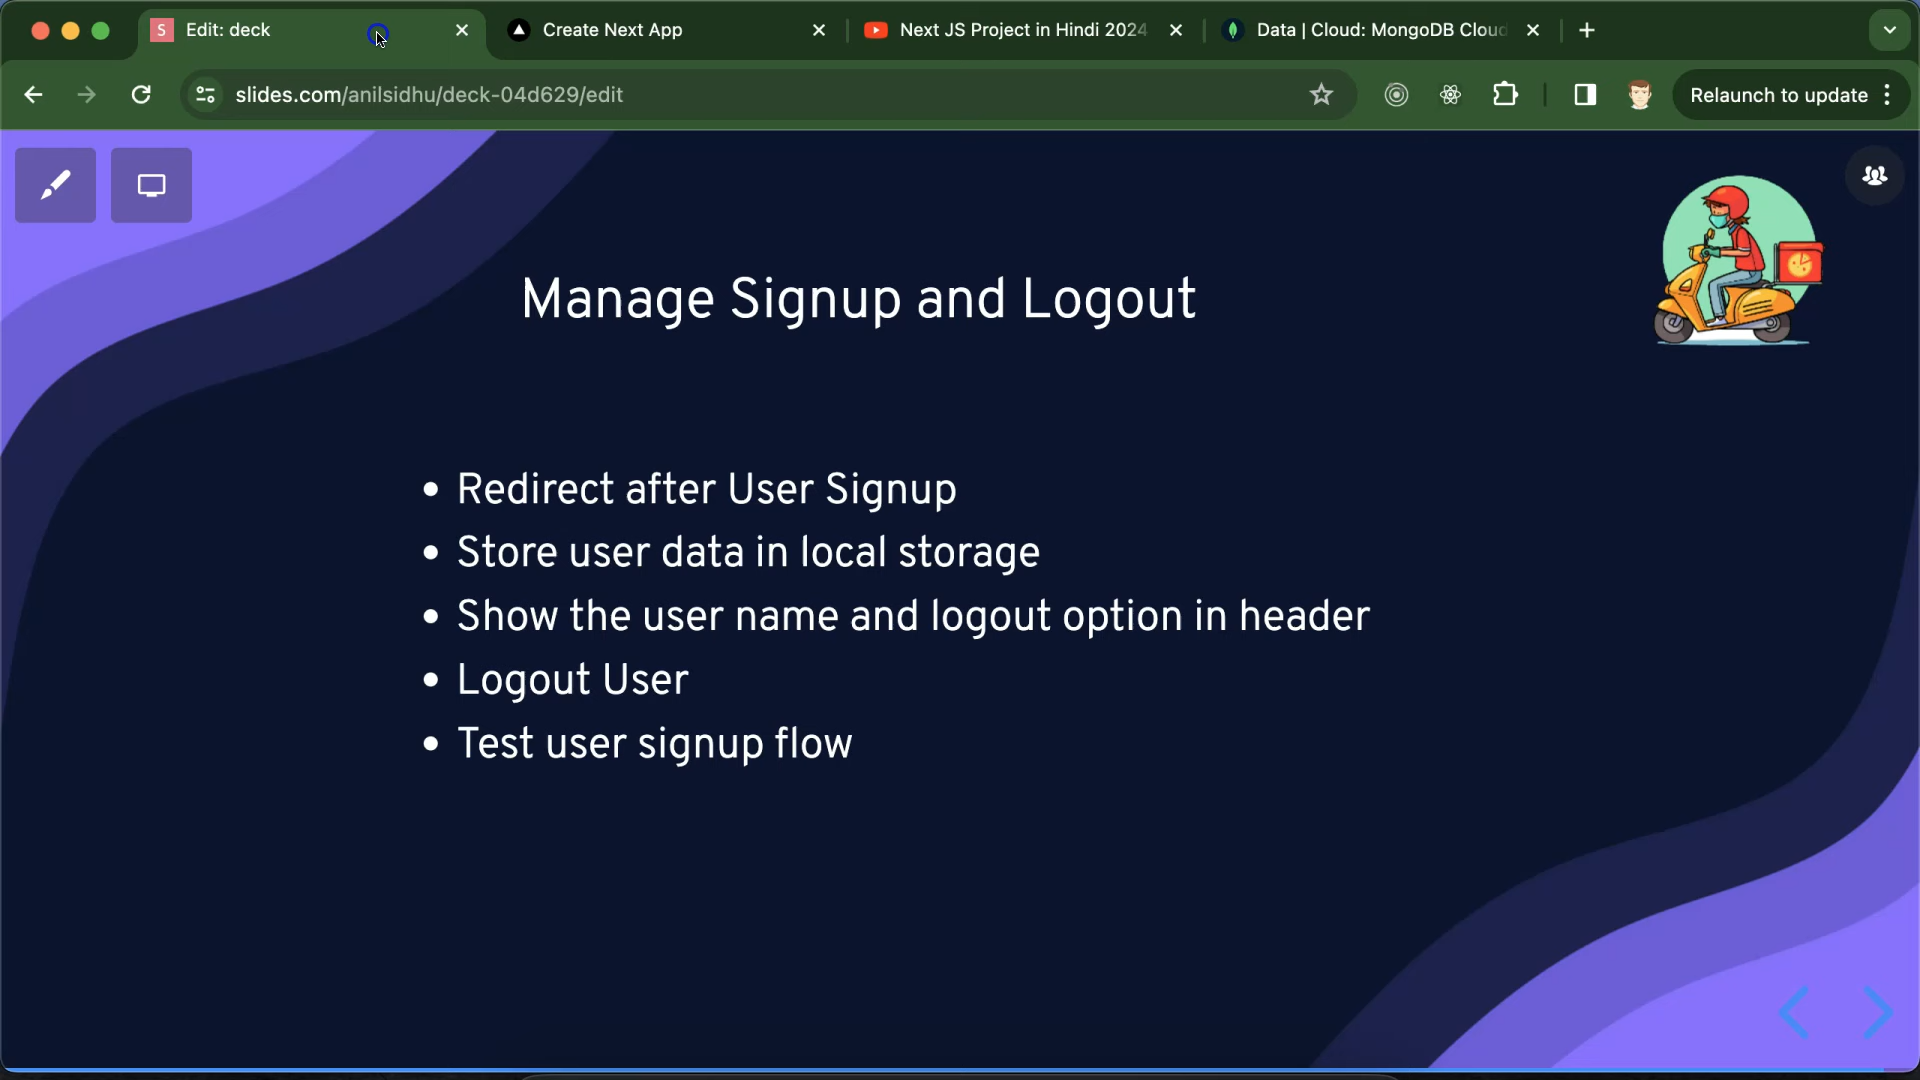 S Edit: deck
Create Next App
Next JS Project in Hindi 2024
Data | Cloud: MongoDB Cloud
slides.com/anilsidhu/deck-04d629/edit
Relaunch to update
Manage Signup and Logout
• Redirect after User Signup
• Store user data in local storage
• Show the user name and logout option in header
• Logout User
• Test user signup flow